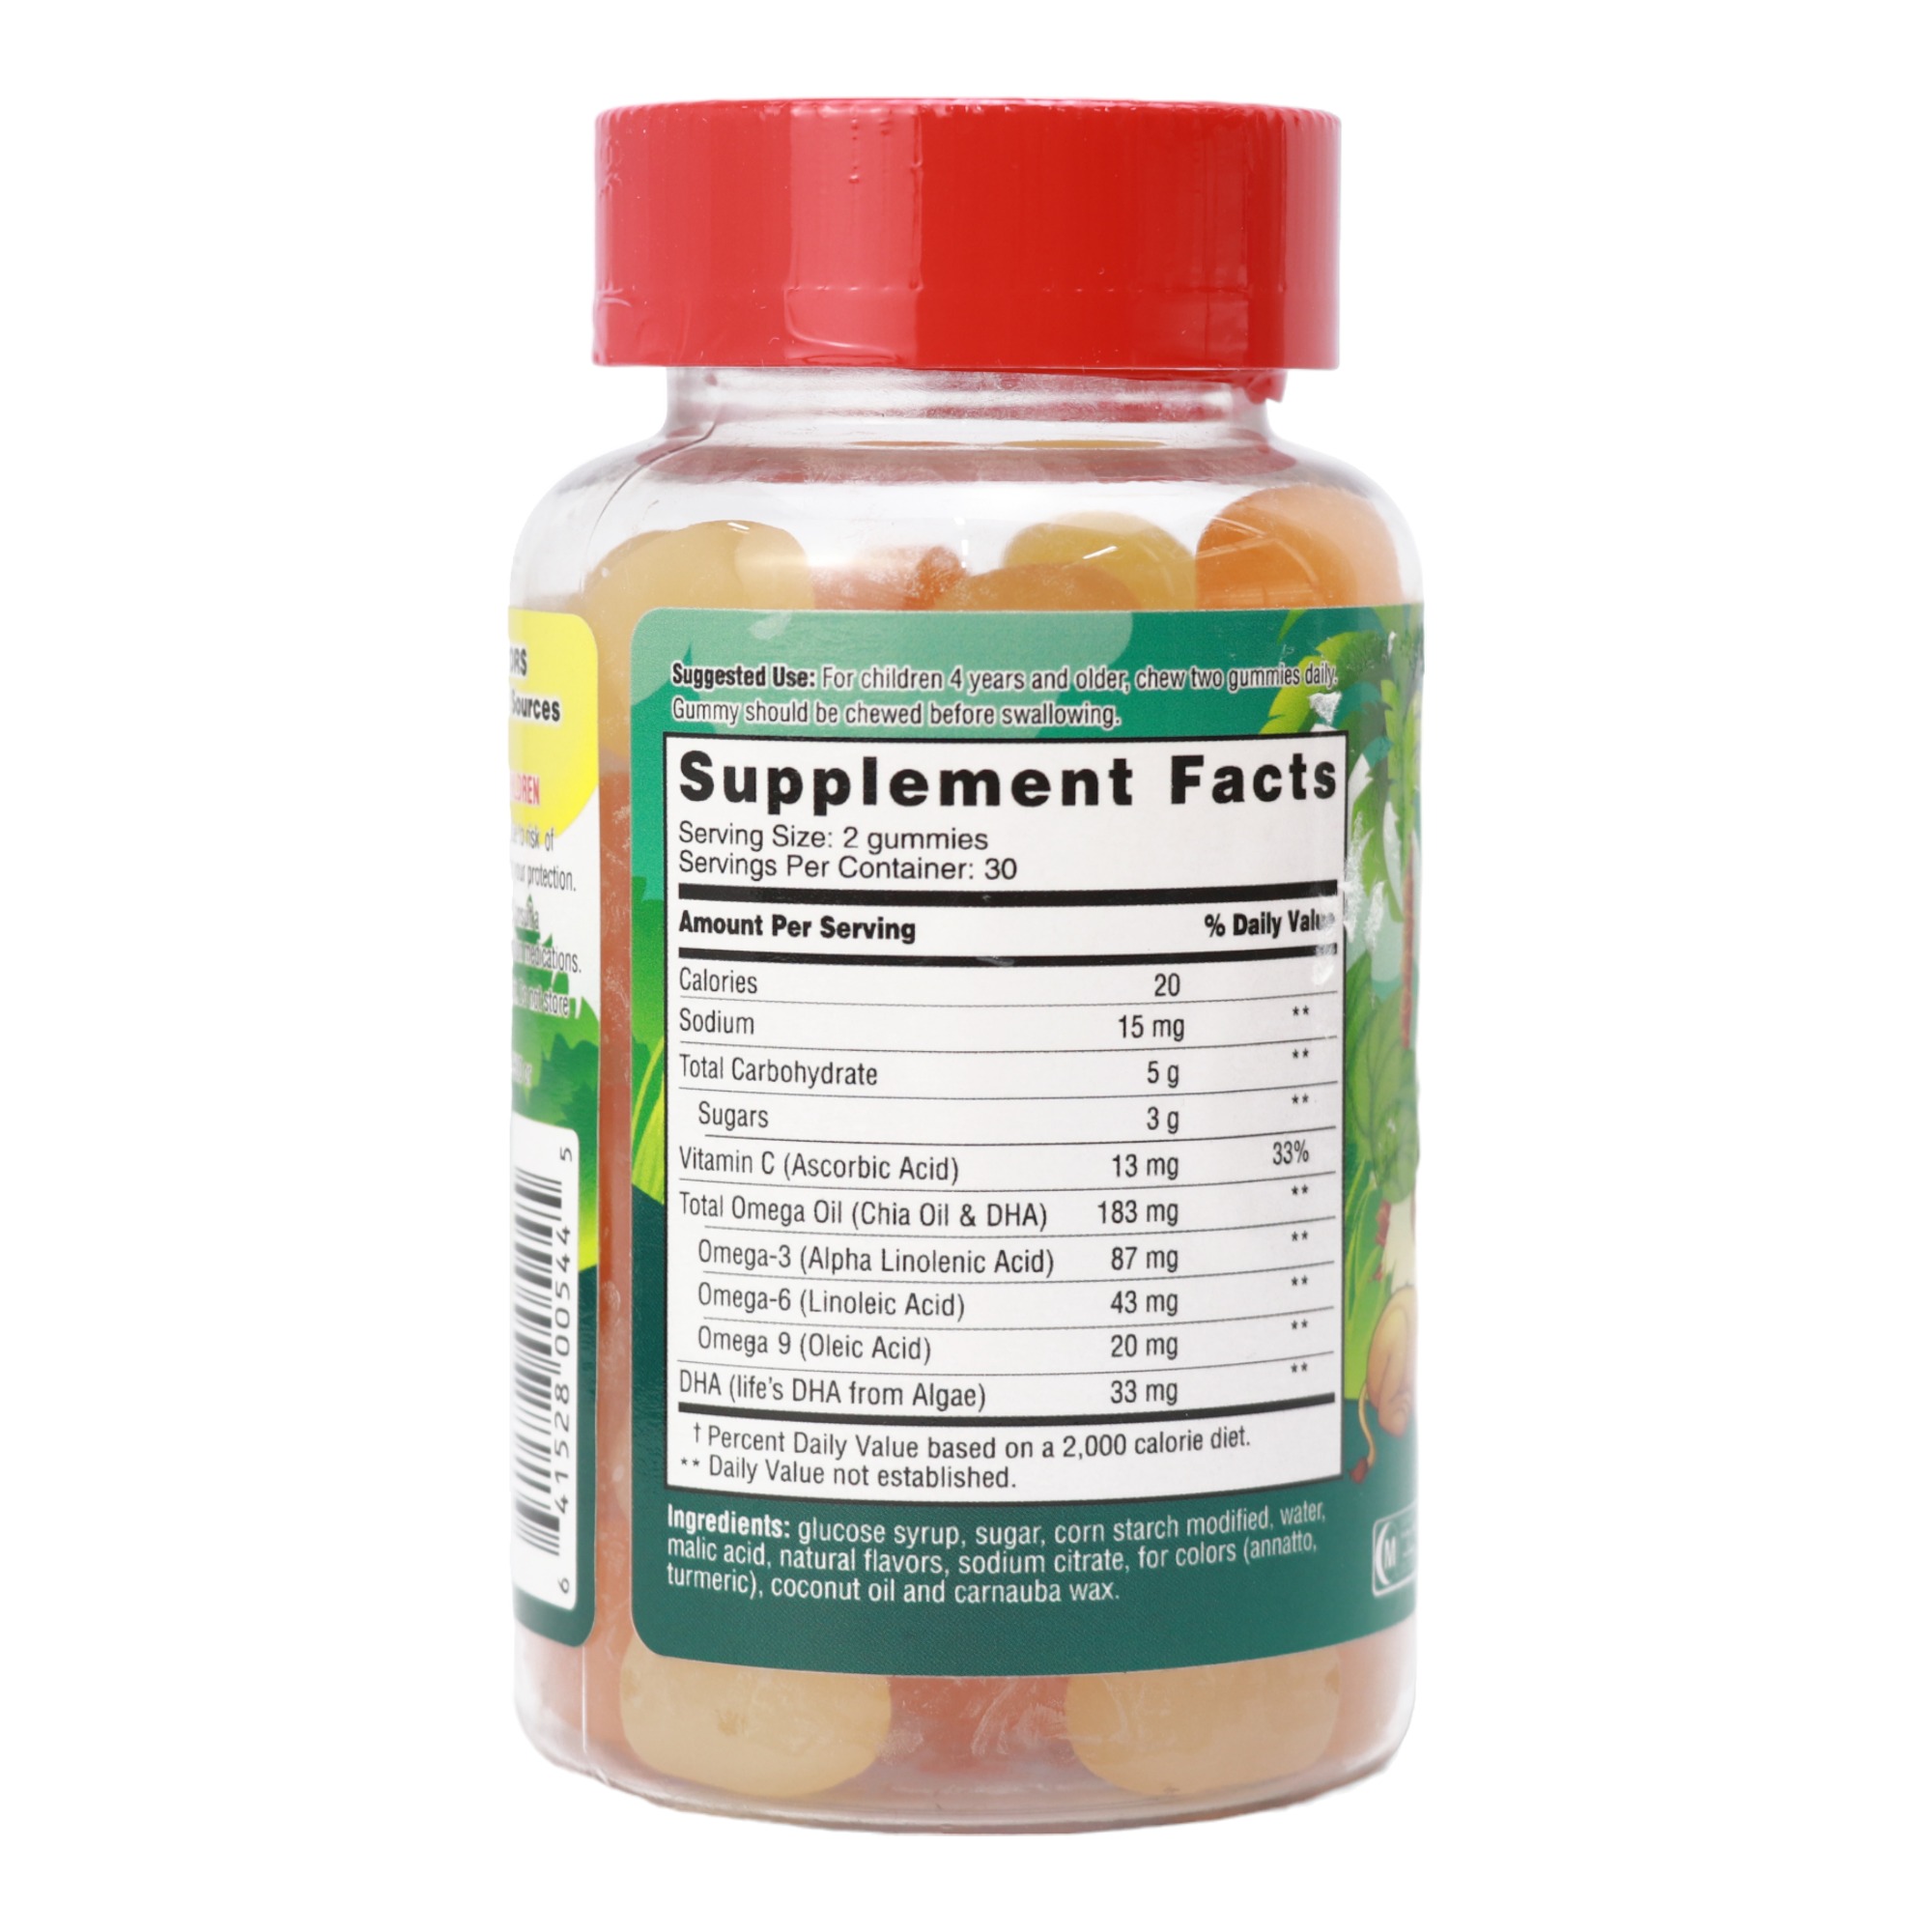 Sources
risk of
protection.
not store
6 41528 00544 5
Suggested Use: For children 4 years and older, chew two gummies daily.
Gummy should be chewed before swallowing.
Supplement Facts
Serving Size: 2 gummies
Servings Per Container: 30
Amount Per Serving % Daily Value
Calories 20
Sodium 15 mg **
Total Carbohydrate 5 g **
Sugars 3 g **
Vitamin C (Ascorbic Acid) 13 mg 33%
Total Omega Oil (Chia Oil & DHA) 183 mg **
Omega-3 (Alpha Linolenic Acid) 87 mg **
Omega-6 (Linoleic Acid) 43 mg **
Omega 9 (Oleic Acid) 20 mg **
DHA (life's DHA from Algae) 33 mg **
† Percent Daily Value based on a 2,000 calorie diet.
** Daily Value not established.
Ingredients: glucose syrup, sugar, corn starch modified, water,
malic acid, natural flavors, sodium citrate, for colors (annatto,
turmeric), coconut oil and carnauba wax.
M